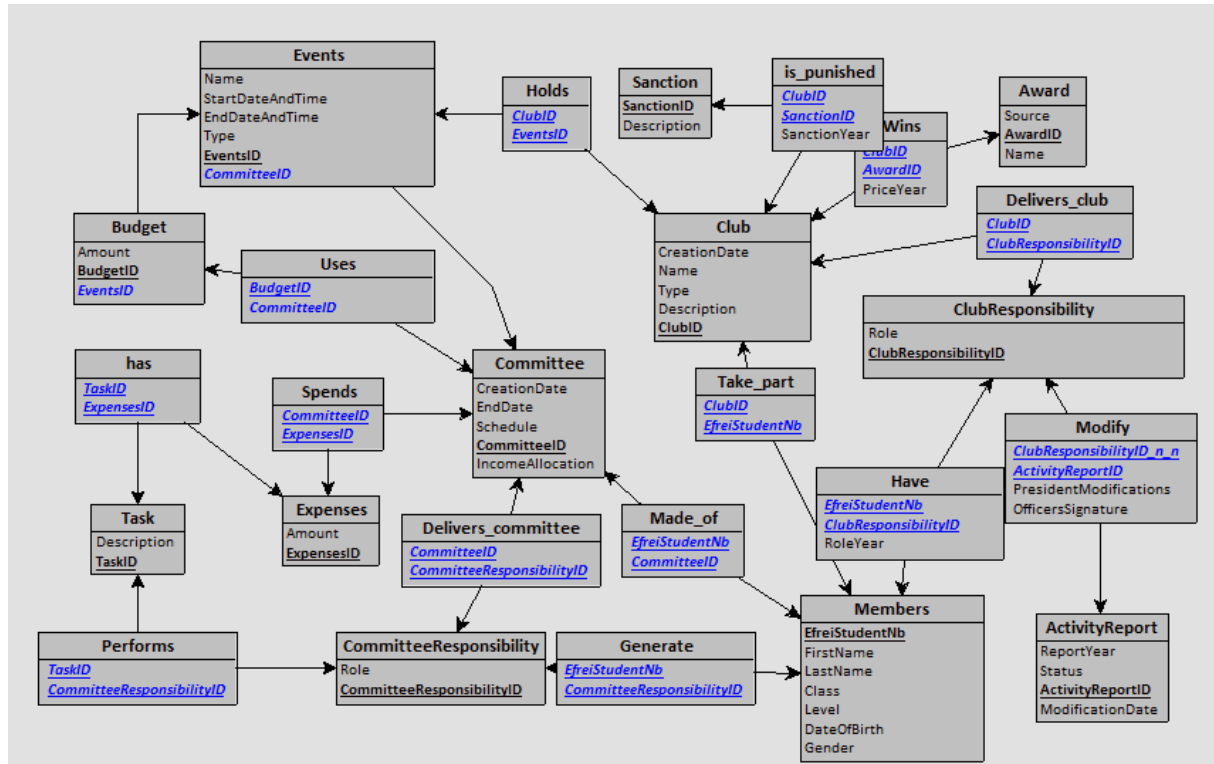 Events
Name
StartDateAndTime
EndDateAndTime
Type
EventsID
CommitteeID
Holds
ClubID
EventsID
Sanction
SanctionID
Description
is_punished
ClubID
SanctionID
SanctionYear
Wins
ClubID
AwardID
PriceYear
Award
Source
AwardID
Name
Budget
Amount
BudgetID
EventsID
Uses
BudgetID
CommitteeID
Club
CreationDate
Name
Type
Description
ClubID
Delivers_club
ClubID
ClubResponsibilityID
ClubResponsibility
Role
ClubResponsibilityID
has
TaskID
ExpensesID
Spends
CommitteeID
ExpensesID
Committee
CreationDate
EndDate
Schedule
CommitteeID
IncomeAllocation
Take_part
ClubID
EfreiStudentNb
Modify
ClubResponsibilityID_n_n
ActivityReportID
PresidentModifications
OfficersSignature
Have
EfreiStudentNb
ClubResponsibilityID
RoleYear
Task
Description
TaskID
Expenses
Amount
ExpensesID
Delivers_committee
CommitteeID
CommitteeResponsibilityID
Made_of
EfreiStudentNb
CommitteeID
Members
EfreiStudentNb
FirstName
LastName
Class
Level
DateOfBirth
Gender
ActivityReport
ReportYear
Status
ActivityReportID
ModificationDate
Performs
TaskID
CommitteeResponsibilityID
CommitteeResponsibility
Role
CommitteeResponsibilityID
Generate
EfreiStudentNb
CommitteeResponsibilityID